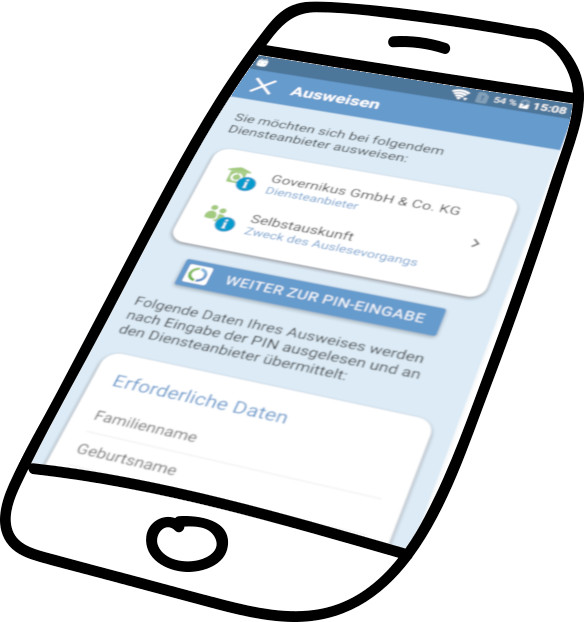 54 % 15:08
Ausweisen
Sie möchten sich bei folgendem
Diensteanbieter ausweisen:
Governikus GmbH & Co. KG
Diensteanbieter
Selbstauskunft
Zweck des Auslesevorgangs
WEITER ZUR PIN-EINGABE
Folgende Daten Ihres Ausweises werden
nach Eingabe der PIN ausgelesen und an
den Diensteanbieter übermittelt:
Erforderliche Daten
Familienname
Geburtsname